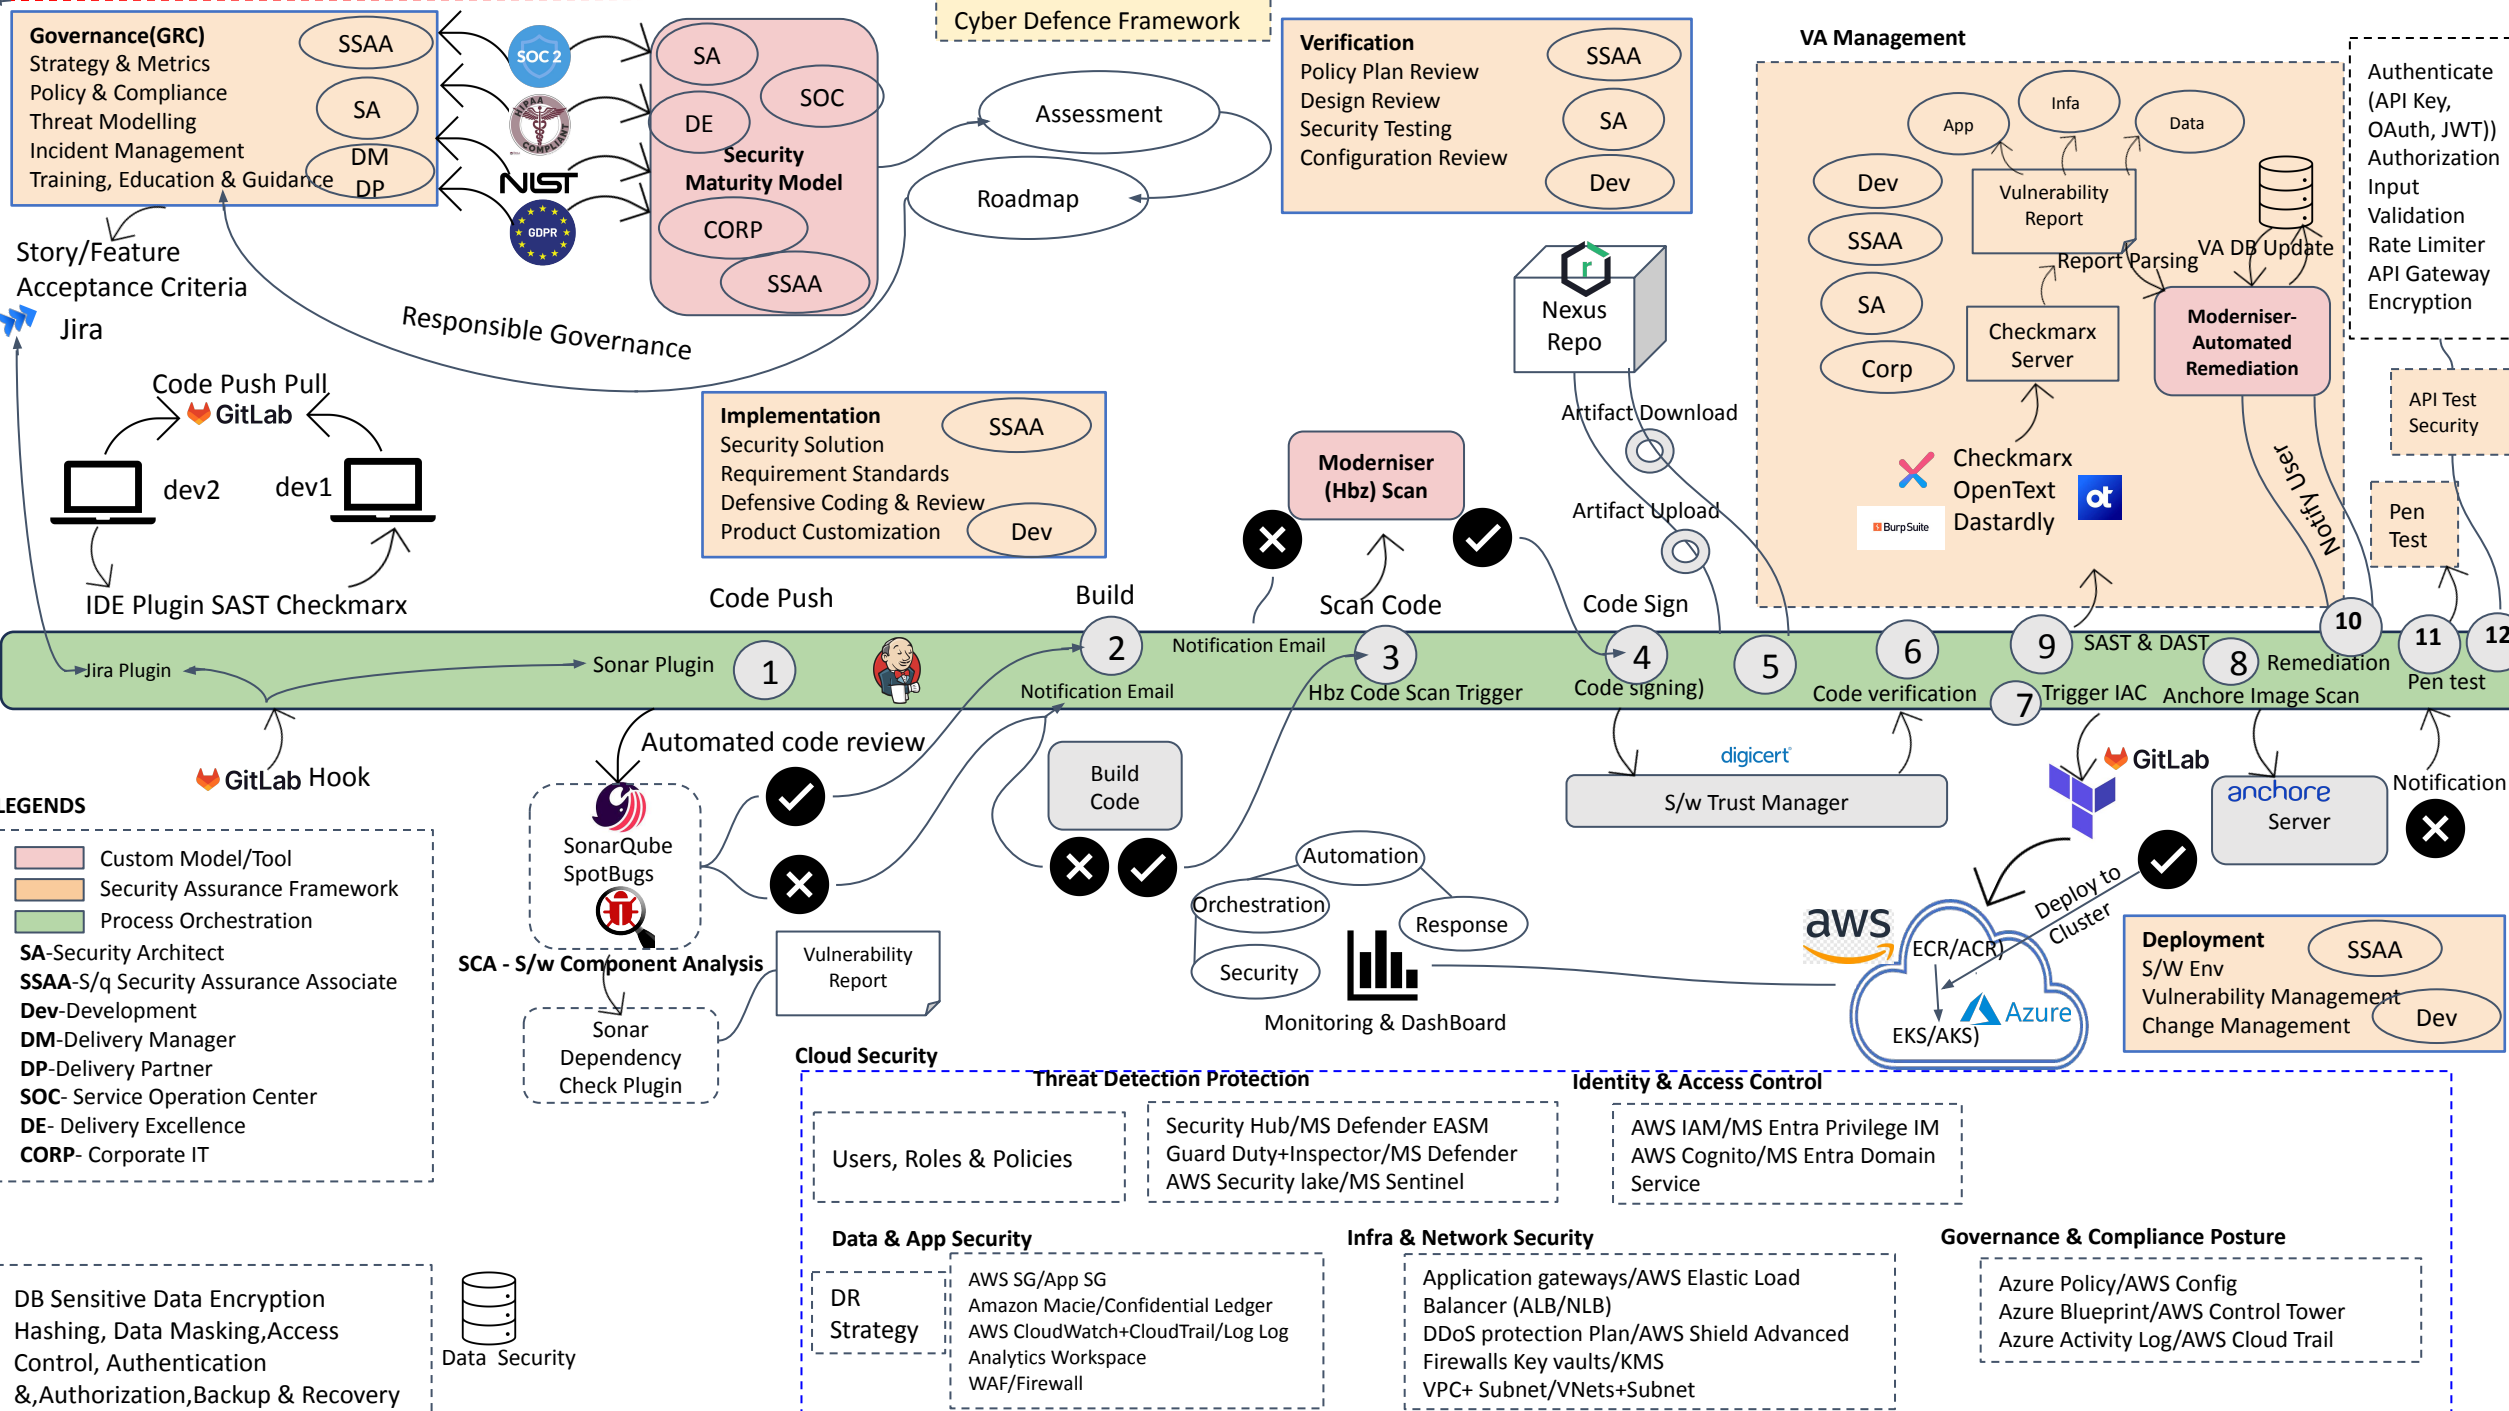 Cyber Defence Framework
Governance(GRC)
Strategy & Metrics
Policy & Compliance
Threat Modelling
Incident Management
Training, Education & Guidance
SSAA
SA
DM
DP
SOC 2
HIPAA
COMPLIANT
NIST
GDPR
SA
SOC
DE
Security
Maturity Model
CORP
SSAA
Assessment
Roadmap
Responsible Governance
Verification
Policy Plan Review
Design Review
Security Testing
Configuration Review
SSAA
SA
Dev
VA Management
App
Infa
Data
Dev
SSAA
SA
Corp
Vulnerability
Report
Report Parsing
VA DB Update
Checkmarx
Server
Moderniser-
Automated
Remediation
Checkmarx
OpenText
Dastardly
BurpSuite
ot
Notify User
Authenticate
(API Key,
OAuth, JWT))
Authorization
Input
Validation
Rate Limiter
API Gateway
Encryption
API Test
Security
Pen
Test
Story/Feature
Acceptance Criteria
Jira
Code Push Pull
GitLab
dev2
dev1
IDE Plugin SAST Checkmarx
Implementation
Security Solution
Requirement Standards
Defensive Coding & Review
Product Customization
SSAA
Dev
Moderniser
(Hbz) Scan
r
Nexus
Repo
Artifact Download
Artifact Upload
Code Push
Build
Scan Code
Code Sign
Jira Plugin
Sonar Plugin
1
2
Notification Email
Notification Email
3
Hbz Code Scan Trigger
4
Code signing)
5
6
Code verification
9
SAST & DAST
7
Trigger IAC
8
Anchore Image Scan
10
Remediation
11
Pen test
12
GitLab Hook
Automated code review
SonarQube
SpotBugs
SCA - S/w Component Analysis
Sonar
Dependency
Check Plugin
Vulnerability
Report
Build
Code
digicert
S/w Trust Manager
GitLab
anchore
Server
Notification
Automation
Orchestration
Response
Security
Monitoring & DashBoard
aws
ECR/ACR)
EKS/AKS)
Azure
Deploy to
Cluster
Deployment
S/W Env
Vulnerability Management
Change Management
SSAA
Dev
LEGENDS
Custom Model/Tool
Security Assurance Framework
Process Orchestration
SA-Security Architect
SSAA-S/q Security Assurance Associate
Dev-Development
DM-Delivery Manager
DP-Delivery Partner
SOC- Service Operation Center
DE- Delivery Excellence
CORP- Corporate IT
DB Sensitive Data Encryption
Hashing, Data Masking,Access
Control, Authentication
&,Authorization,Backup & Recovery
Data Security
Cloud Security
Threat Detection Protection
Identity & Access Control
Users, Roles & Policies
Security Hub/MS Defender EASM
Guard Duty+Inspector/MS Defender
AWS Security lake/MS Sentinel
AWS IAM/MS Entra Privilege IM
AWS Cognito/MS Entra Domain
Service
Data & App Security
Infra & Network Security
Governance & Compliance Posture
DR
Strategy
AWS SG/App SG
Amazon Macie/Confidential Ledger
AWS CloudWatch+CloudTrail/Log Log
Analytics Workspace
WAF/Firewall
Application gateways/AWS Elastic Load
Balancer (ALB/NLB)
DDoS protection Plan/AWS Shield Advanced
Firewalls Key vaults/KMS
VPC+ Subnet/VNets+Subnet
Azure Policy/AWS Config
Azure Blueprint/AWS Control Tower
Azure Activity Log/AWS Cloud Trail